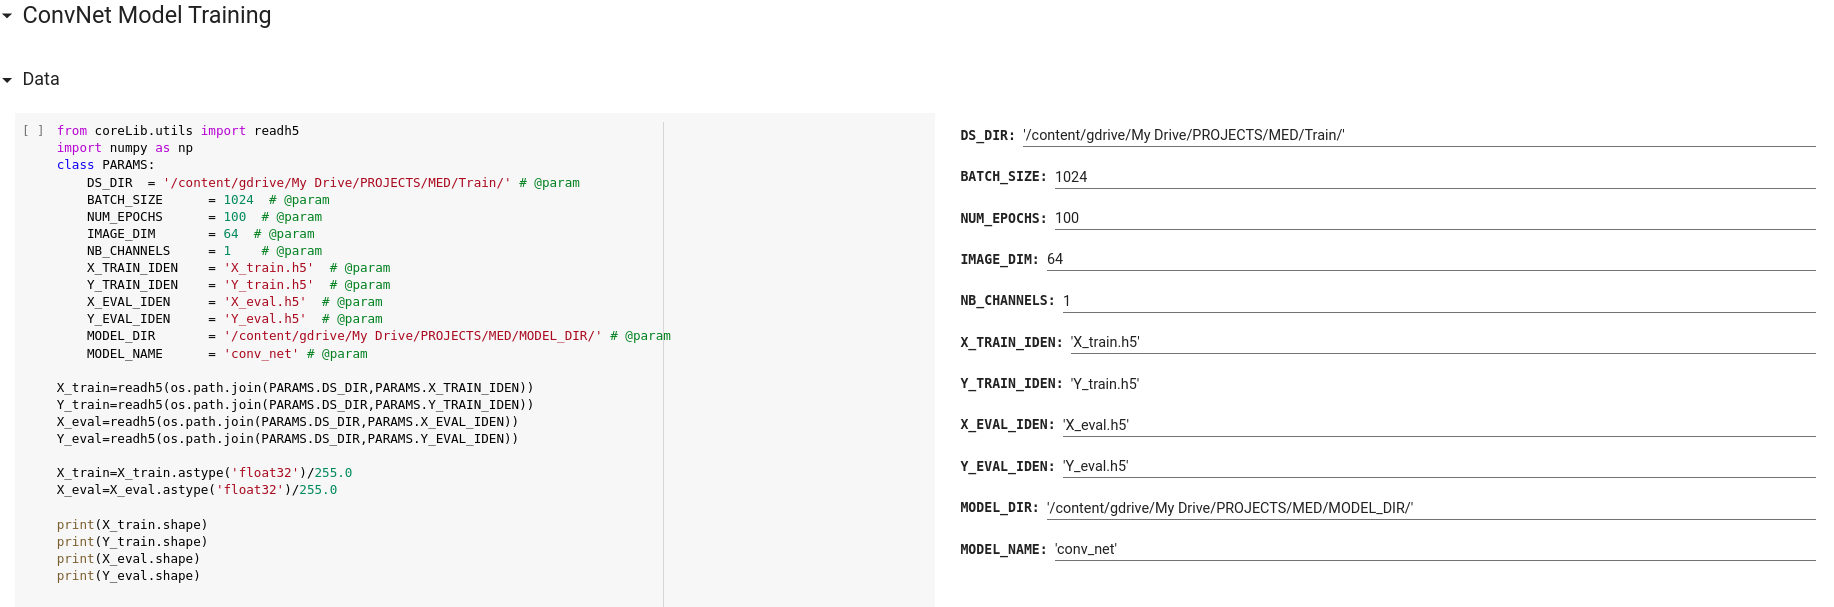 ConvNet Model Training
Data
[ ] from coreLib.utils import readh5
import numpy as np
class PARAMS:
    DS_DIR  = '/content/gdrive/My Drive/PROJECTS/MED/Train/' # @param
    BATCH_SIZE      = 1024  # @param
    NUM_EPOCHS      = 100  # @param
    IMAGE_DIM       = 64  # @param
    NB_CHANNELS     = 1    # @param
    X_TRAIN_IDEN    = 'X_train.h5'  # @param
    Y_TRAIN_IDEN    = 'Y_train.h5'  # @param
    X_EVAL_IDEN     = 'X_eval.h5'  # @param
    Y_EVAL_IDEN     = 'Y_eval.h5'  # @param
    MODEL_DIR       = '/content/gdrive/My Drive/PROJECTS/MED/MODEL_DIR/' # @param
    MODEL_NAME      = 'conv_net' # @param
X_train=readh5(os.path.join(PARAMS.DS_DIR,PARAMS.X_TRAIN_IDEN))
Y_train=readh5(os.path.join(PARAMS.DS_DIR,PARAMS.Y_TRAIN_IDEN))
X_eval=readh5(os.path.join(PARAMS.DS_DIR,PARAMS.X_EVAL_IDEN))
Y_eval=readh5(os.path.join(PARAMS.DS_DIR,PARAMS.Y_EVAL_IDEN))
X_train=X_train.astype('float32')/255.0
X_eval=X_eval.astype('float32')/255.0
print(X_train.shape)
print(Y_train.shape)
print(X_eval.shape)
print(Y_eval.shape)
DS_DIR: '/content/gdrive/My Drive/PROJECTS/MED/Train/'
BATCH_SIZE: 1024
NUM_EPOCHS: 100
IMAGE_DIM: 64
NB_CHANNELS: 1
X_TRAIN_IDEN: 'X_train.h5'
Y_TRAIN_IDEN: 'Y_train.h5'
X_EVAL_IDEN: 'X_eval.h5'
Y_EVAL_IDEN: 'Y_eval.h5'
MODEL_DIR: '/content/gdrive/My Drive/PROJECTS/MED/MODEL_DIR/'
MODEL_NAME: 'conv_net'